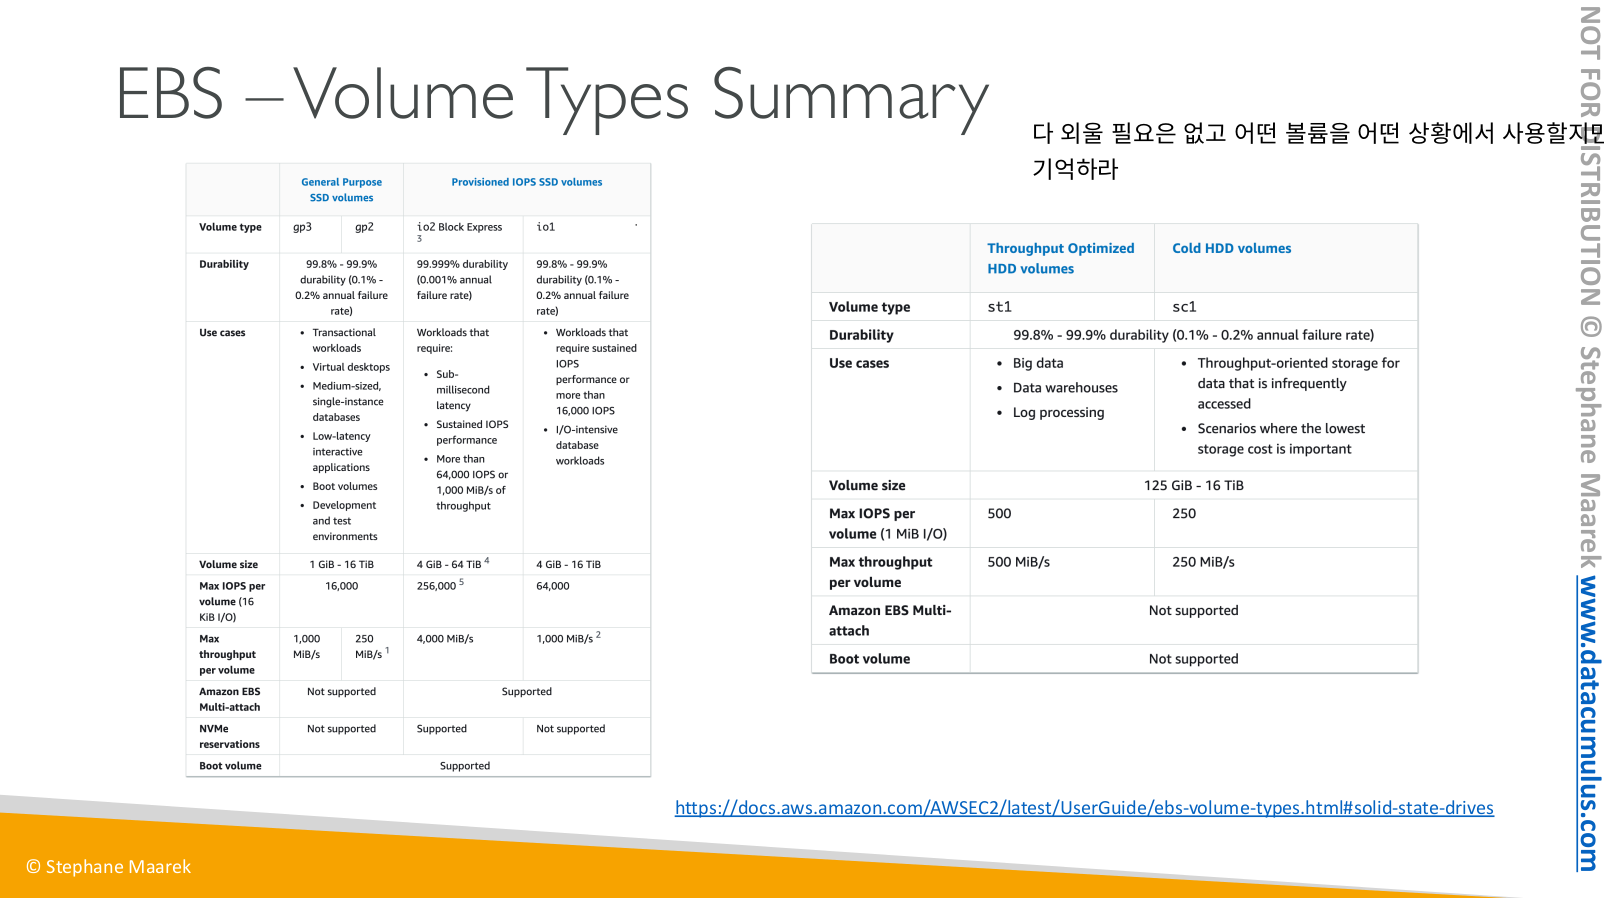 EBS – Volume Types Summary
다 외울 필요은 없고 어떤 볼륨을 어떤 상황에서 사용할지만
기억하라
General Purpose
SSD volumes
Provisioned IOPS SSD volumes
Volume type
gp3
gp2
io2 Block Express
3
io1
Durability
99.8% - 99.9%
durability (0.1% -
0.2% annual failure
rate)
99.999% durability
(0.001% annual
failure rate)
99.8% - 99.9%
durability (0.1% -
0.2% annual failure
rate)
Use cases
• Transactional
workloads
• Virtual desktops
• Medium-sized,
single-instance
databases
• Low-latency
interactive
applications
• Boot volumes
• Development
and test
environments
Workloads that
require:
• Sub-
millisecond
latency
• Sustained IOPS
performance
• More than
64,000 IOPS or
1,000 MiB/s of
throughput
• Workloads that
require sustained
IOPS
performance or
more than
16,000 IOPS
• I/O-intensive
database
workloads
Volume size
1 GiB - 16 TiB
4 GiB - 64 TiB 4
4 GiB - 16 TiB
Max IOPS per
volume (16
KiB I/O)
16,000
256,000 5
64,000
Max
throughput
per volume
1,000
MiB/s
250
MiB/s 1
4,000 MiB/s
1,000 MiB/s 2
Amazon EBS
Multi-attach
Not supported
Supported
NVMe
reservations
Not supported
Supported
Not supported
Boot volume
Supported
Throughput Optimized
HDD volumes
Cold HDD volumes
Volume type
st1
sc1
Durability
99.8% - 99.9% durability (0.1% - 0.2% annual failure rate)
Use cases
• Big data
• Data warehouses
• Log processing
• Throughput-oriented storage for
data that is infrequently
accessed
• Scenarios where the lowest
storage cost is important
Volume size
125 GiB - 16 TiB
Max IOPS per
volume (1 MiB I/O)
500
250
Max throughput
per volume
500 MiB/s
250 MiB/s
Amazon EBS Multi-
attach
Not supported
Boot volume
Not supported
https://docs.aws.amazon.com/AWSEC2/latest/UserGuide/ebs-volume-types.html#solid-state-drives
© Stephane Maarek
NOT FOR DISTRIBUTION © Stephane Maarek www.datacumulus.com